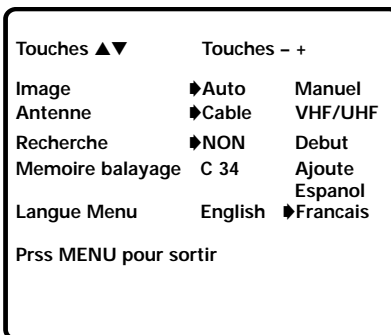 Touches ▲▼ Touches – +
Image Auto Manuel
Antenne Cable VHF/UHF
Recherche NON Debut
Memoire balayage C 34 Ajoute
Espanol
Langue Menu English Francais
Prss MENU pour sortir